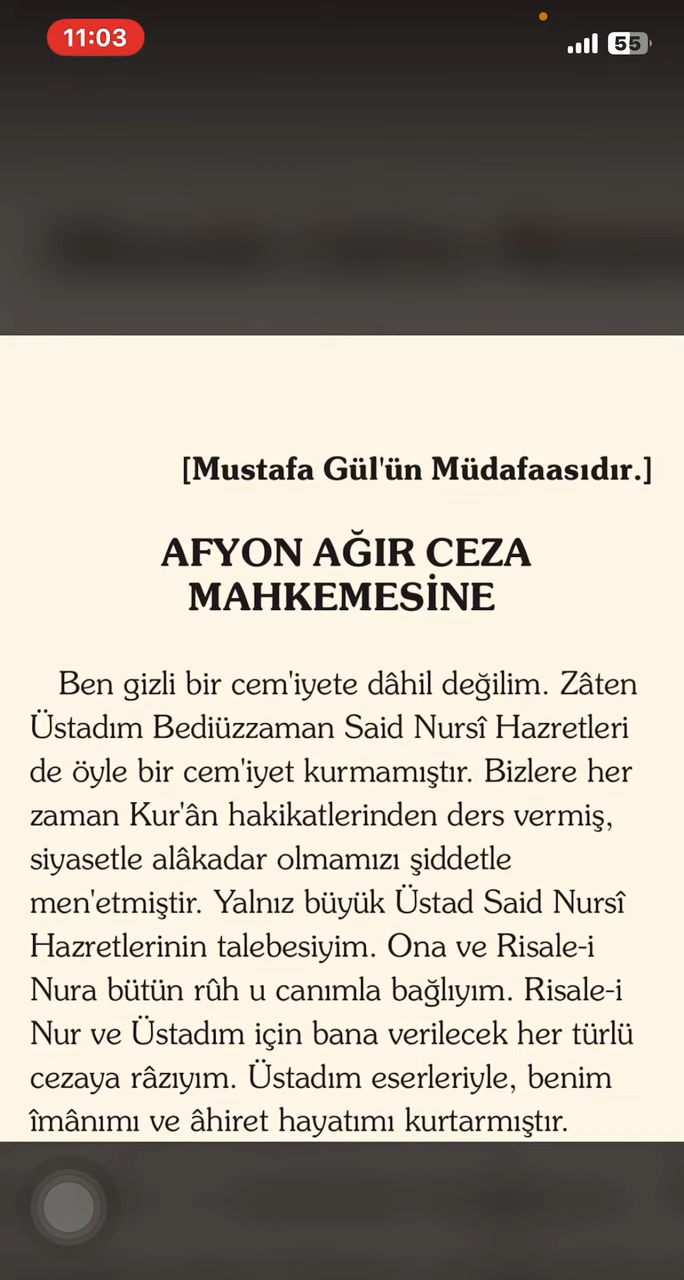 11:03
55
[Mustafa Gül'ün Müdafaasıdır.]
AFYON AĞIR CEZA
MAHKEMESİNE
Ben gizli bir cem'iyete dâhil değilim. Zâten
Üstadım Bediüzzaman Said Nursî Hazretleri
de öyle bir cem'iyet kurmamıştır. Bizlere her
zaman Kur'ân hakikatlerinden ders vermiş,
siyasetle alâkadar olmamızı şiddetle
men'etmiştir. Yalnız büyük Üstad Said Nursî
Hazretlerinin talebesiyim. Ona ve Risale-i
Nura bütün rûh u canımla bağlıyım. Risale-i
Nur ve Üstadım için bana verilecek her türlü
cezaya râzıyım. Üstadım eserleriyle, benim
îmânımı ve âhiret hayatımı kurtarmıştır.